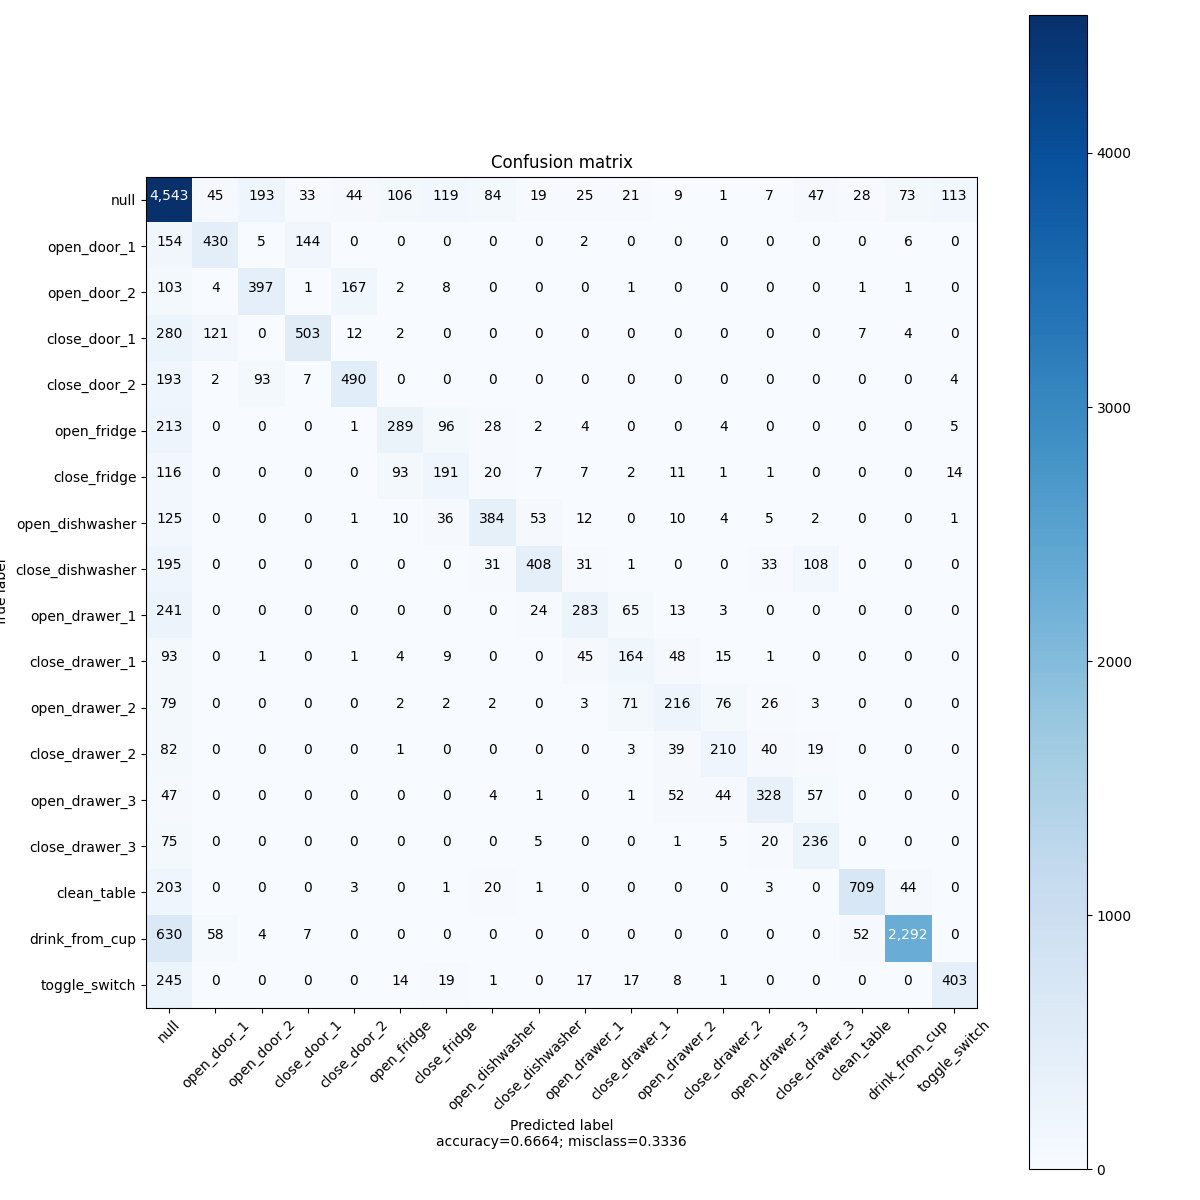 Confusion matrix
null 4,543 45 193 33 44 106 119 84 19 25 21 9 1 7 47 28 73 113
open_door_1 154 430 5 144 0 0 0 0 0 2 0 0 0 0 0 0 6 0
open_door_2 103 4 397 1 167 2 8 0 0 0 1 0 0 0 0 1 1 0
close_door_1 280 121 0 503 12 2 0 0 0 0 0 0 0 0 0 7 4 0
close_door_2 193 2 93 7 490 0 0 0 0 0 0 0 0 0 0 0 0 4
open_fridge 213 0 0 0 1 289 96 28 2 4 0 0 4 0 0 0 0 5
close_fridge 116 0 0 0 0 93 191 20 7 7 2 11 1 1 0 0 0 14
open_dishwasher 125 0 0 0 1 10 36 384 53 12 0 10 4 5 2 0 0 1
close_dishwasher 195 0 0 0 0 0 0 31 408 31 1 0 0 33 108 0 0 0
open_drawer_1 241 0 0 0 0 0 0 0 24 283 65 13 3 0 0 0 0 0
close_drawer_1 93 0 1 0 1 4 9 0 0 45 164 48 15 1 0 0 0 0
open_drawer_2 79 0 0 0 0 2 2 2 0 3 71 216 76 26 3 0 0 0
close_drawer_2 82 0 0 0 0 1 0 0 0 0 3 39 210 40 19 0 0 0
open_drawer_3 47 0 0 0 0 0 0 4 1 0 1 52 44 328 57 0 0 0
close_drawer_3 75 0 0 0 0 0 0 0 5 0 0 1 5 20 236 0 0 0
clean_table 203 0 0 0 3 0 1 20 1 0 0 0 0 3 0 709 44 0
drink_from_cup 630 58 4 7 0 0 0 0 0 0 0 0 0 0 0 52 2,292 0
toggle_switch 245 0 0 0 0 14 19 1 0 17 17 8 1 0 0 0 0 403
null open_door_1 open_door_2 close_door_1 close_door_2 open_fridge close_fridge open_dishwasher close_dishwasher open_drawer_1 close_drawer_1 open_drawer_2 close_drawer_2 open_drawer_3 close_drawer_3 clean_table drink_from_cup toggle_switch
Predicted label
accuracy=0.6664; misclass=0.3336
4000
3000
2000
1000
0